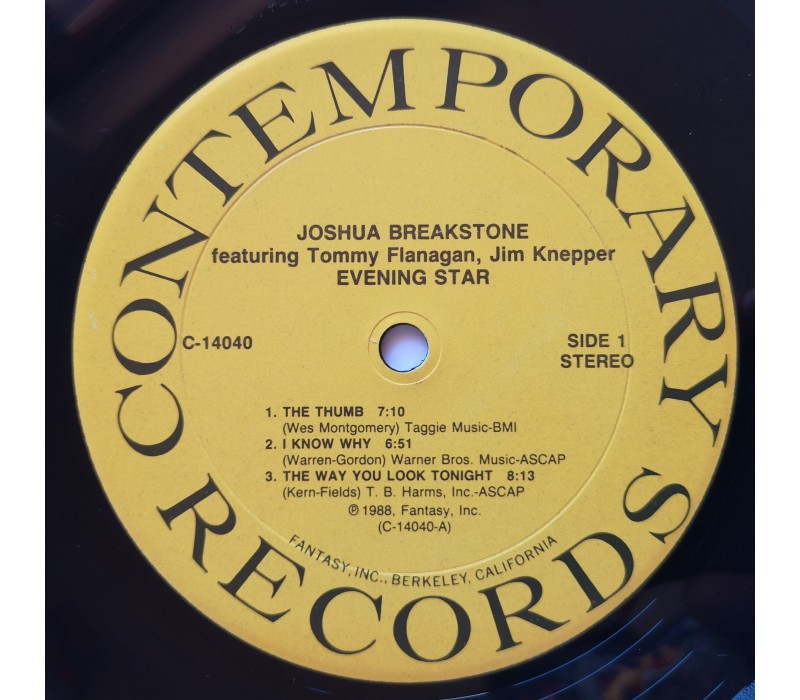 CONTEMPORARY
JOSHUA BREAKSTONE
featuring Tommy Flanagan, Jim Knepper
EVENING STAR
C-14040
SIDE 1
STEREO
1. THE THUMB 7:10
(Wes Montgomery) Taggie Music-BMI
2. I KNOW WHY 6:51
(Warren-Gordon) Warner Bros. Music-ASCAP
3. THE WAY YOU LOOK TONIGHT 8:13
(Kern-Fields) T. B. Harms, Inc.-ASCAP
℗ 1988, Fantasy, Inc.
(C-14040-A)
FANTASY, INC., BERKELEY, CALIFORNIA
RECORDS